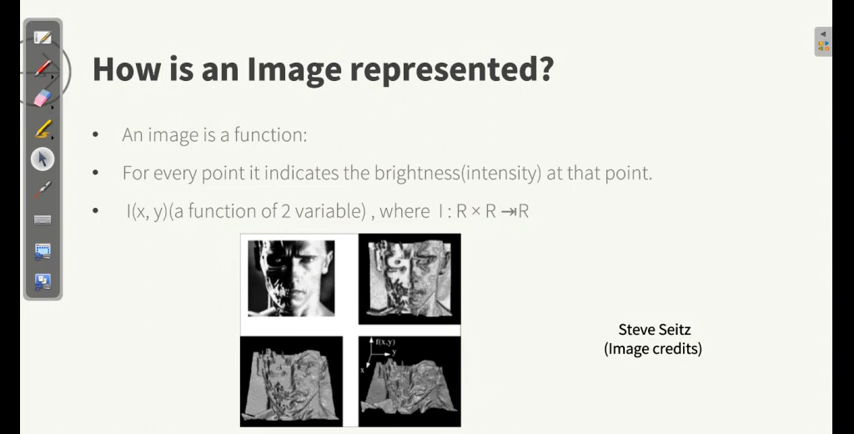 How is an Image represented?
• An image is a function:
• For every point it indicates the brightness(intensity) at that point.
• I(x, y)(a function of 2 variable) , where I : R × R →R
I(x,y)
y
x
Steve Seitz
(Image credits)